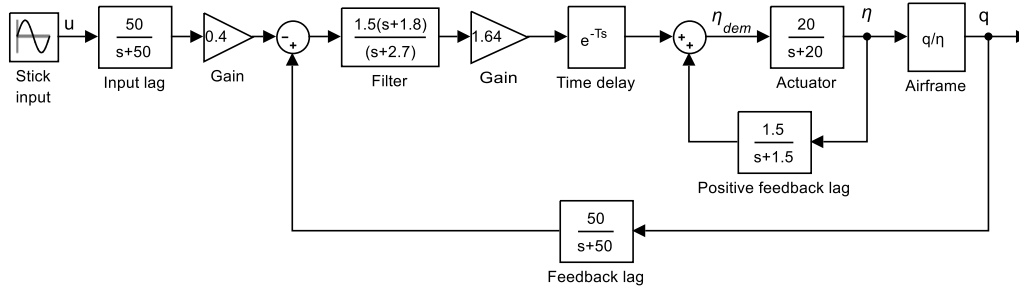 u
50
s+50
0.4
-
+
1.5(s+1.8)
(s+2.7)
1.64
e-Ts
+
+
ηdem
20
s+20
η
q/η
q
Stick
input
Input lag
Gain
Filter
Gain
Time delay
Actuator
Airframe
1.5
s+1.5
Positive feedback lag
50
s+50
Feedback lag